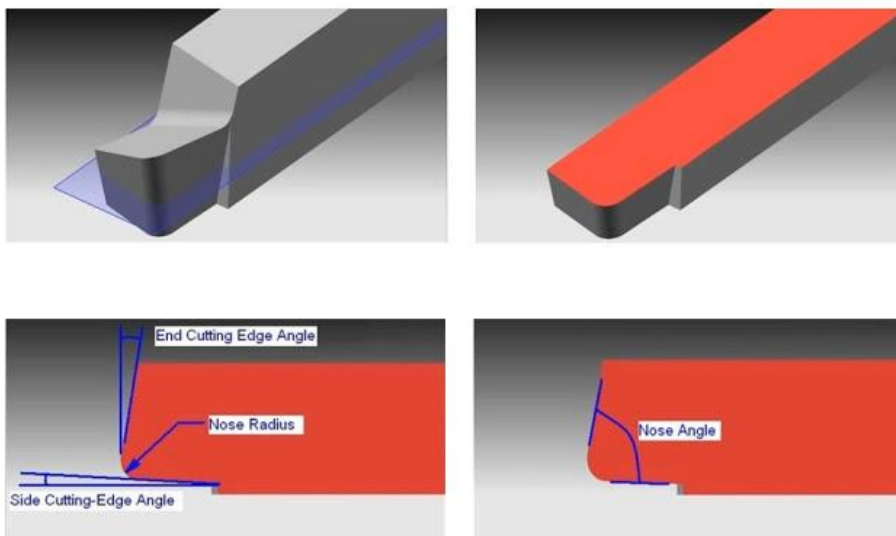 End Cutting Edge Angle
Nose Radius
Side Cutting-Edge Angle
Nose Angle